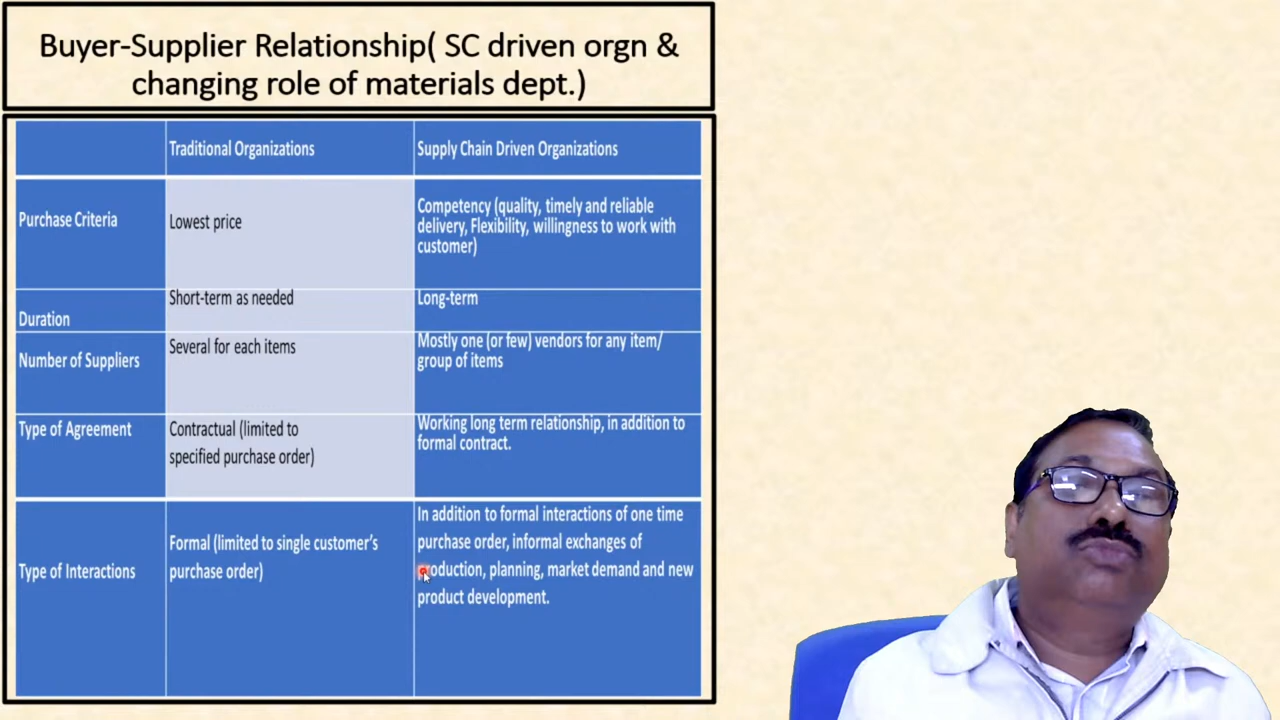 Buyer-Supplier Relationship( SC driven orgn &
changing role of materials dept.)
Traditional Organizations
Supply Chain Driven Organizations
Purchase Criteria
Lowest price
Competency (quality, timely and reliable
delivery, Flexibility, willingness to work with
customer)
Duration
Short-term as needed
Long-term
Number of Suppliers
Several for each items
Mostly one (or few) vendors for any item/
group of items
Type of Agreement
Contractual (limited to
specified purchase order)
Working long term relationship, in addition to
formal contract.
Type of Interactions
Formal (limited to single customer's
purchase order)
In addition to formal interactions of one time
purchase order, informal exchanges of
production, planning, market demand and new
product development.